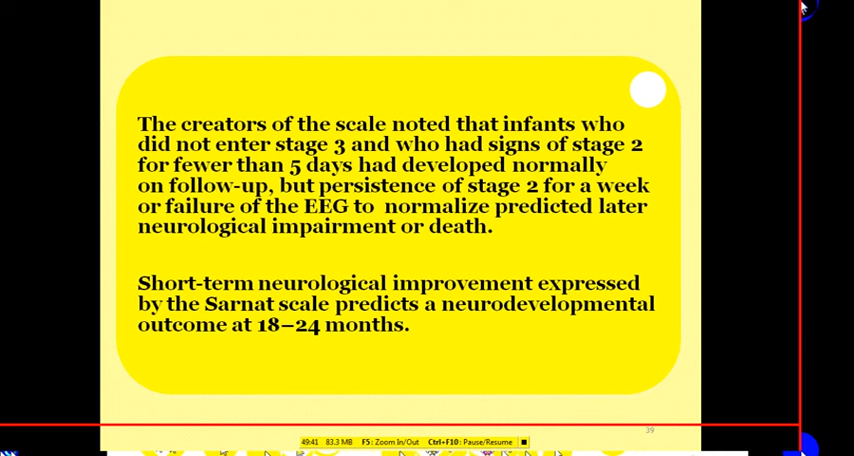 The creators of the scale noted that infants who
did not enter stage 3 and who had signs of stage 2
for fewer than 5 days had developed normally
on follow-up, but persistence of stage 2 for a week
or failure of the EEG to  normalize predicted later
neurological impairment or death.
Short-term neurological improvement expressed
by the Sarnat scale predicts a neurodevelopmental
outcome at 18–24 months.
39
49:41 83.3 MB F5: Zoom In/Out Ctrl+F10: Pause/Resume